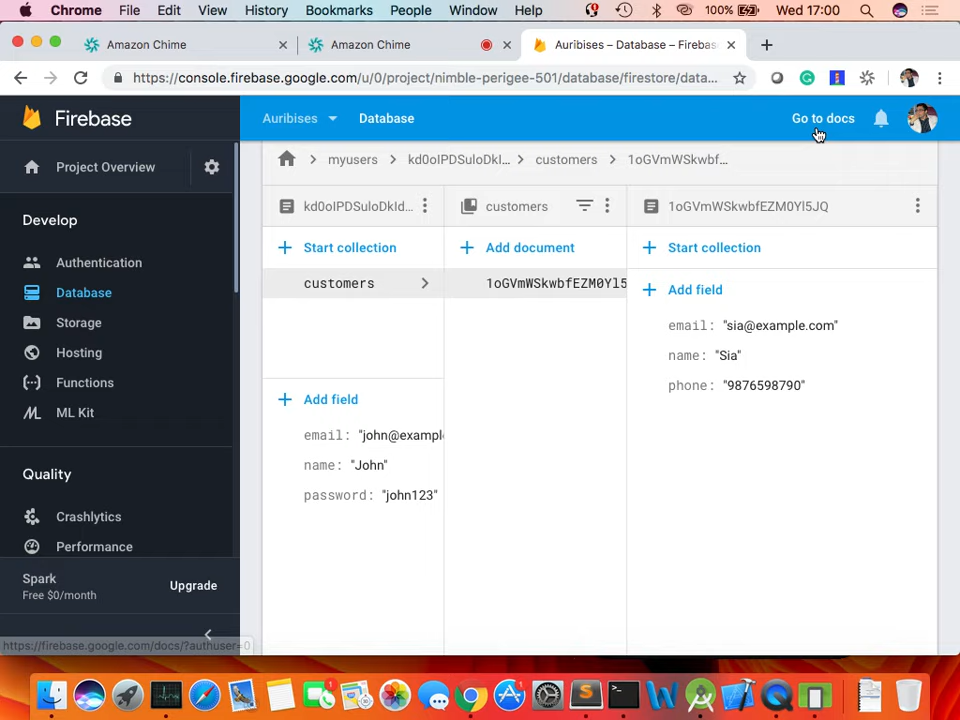 Chrome File Edit View History Bookmarks People Window Help 100% Wed 17:00
Amazon Chime
Amazon Chime
Auribises – Database – Firebas
https://console.firebase.google.com/u/0/project/nimble-perigee-501/database/firestore/data...
Firebase
Auribises Database Go to docs
myusers kd0oIPDSuloDkI... customers 1oGVmWSkwbf...
Project Overview
kd0oIPDSuloDkId... customers 1oGVmWSkwbfEZM0Yl5JQ
Develop
Start collection Add document Start collection
Authentication
customers 1oGVmWSkwbfEZM0Yl5
Add field
Database
Storage
email: "sia@example.com"
Hosting
name: "Sia"
Functions
phone: "9876598790"
ML Kit
Add field
email: "john@exampl
name: "John"
Quality
password: "john123"
Crashlytics
Performance
Spark
Free $0/month
Upgrade
https://firebase.google.com/docs/?authuser=0
1